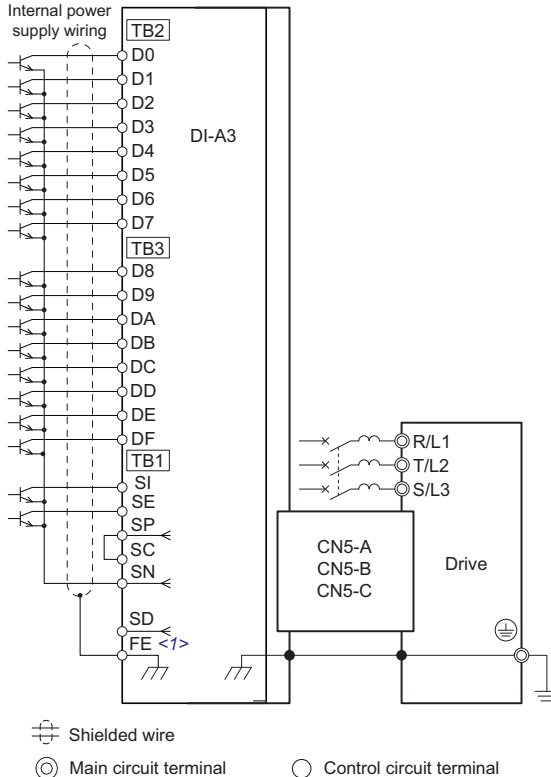 Internal power
supply wiring
TB2
D0
D1
D2
D3
D4
D5
D6
D7
DI-A3
TB3
D8
D9
DA
DB
DC
DD
DE
DF
TB1
SI
SE
SP
SC
SN
SD
FE <1>
R/L1
T/L2
S/L3
CN5-A
CN5-B
CN5-C
Drive
Shielded wire
Main circuit terminal
Control circuit terminal